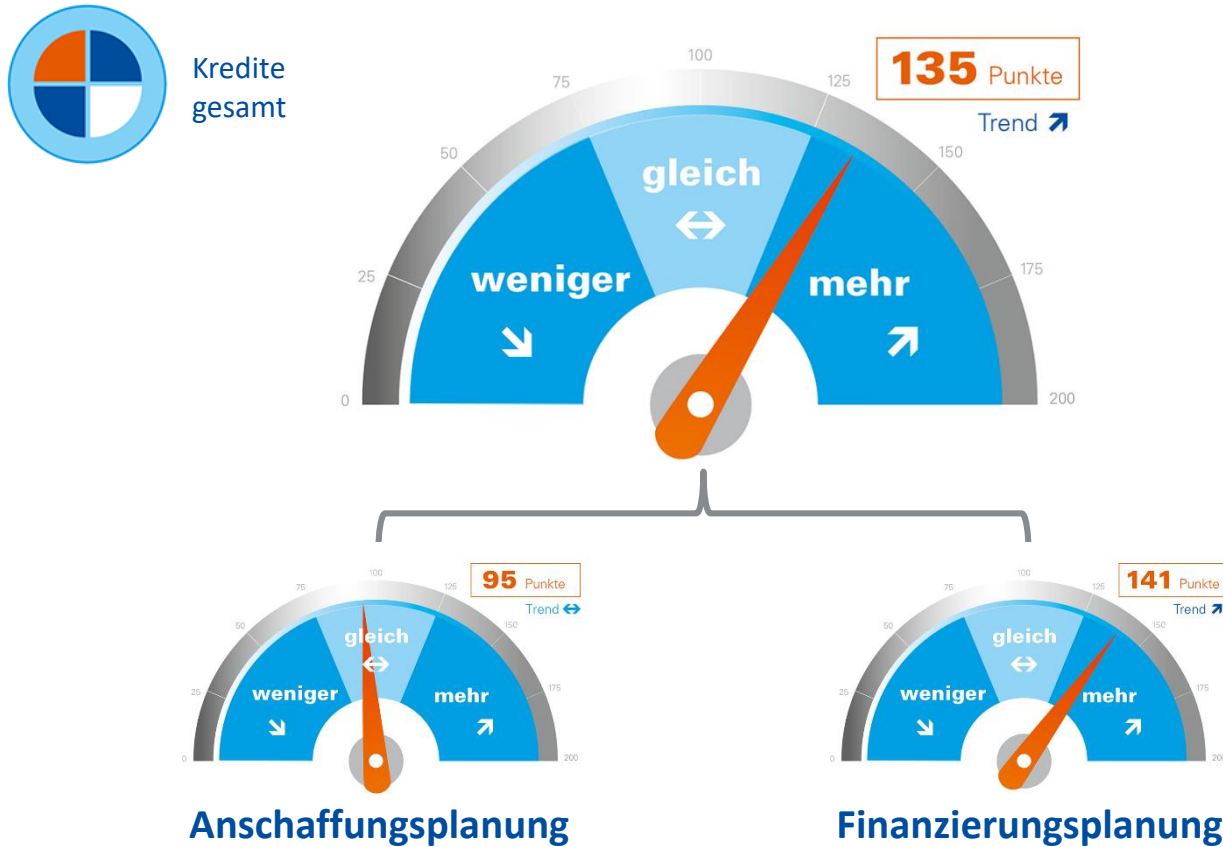 Kredite
gesamt
135 Punkte
Trend
0
25
50
75
100
125
150
175
200
weniger
gleich
mehr
95 Punkte
Trend
0
25
50
75
100
125
150
175
200
weniger
gleich
mehr
Anschaffungsplanung
141 Punkte
Trend
0
25
50
75
100
125
150
175
200
weniger
gleich
mehr
Finanzierungsplanung